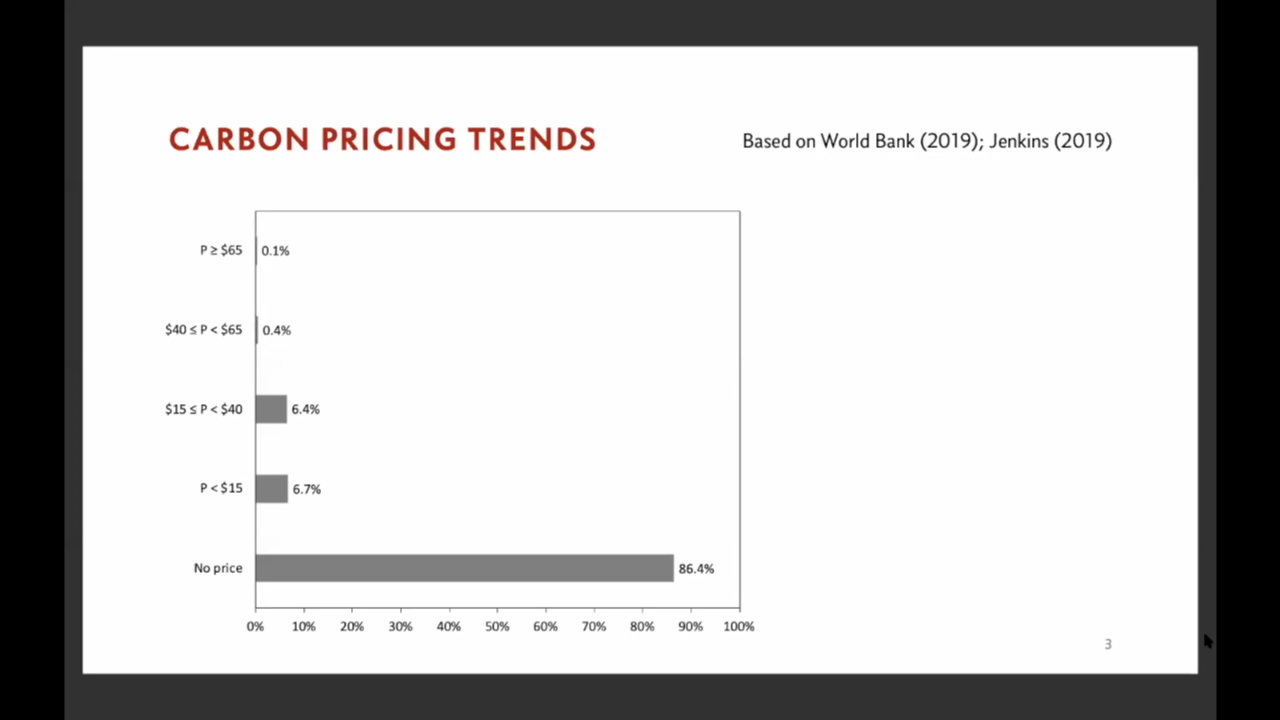 CARBON PRICING TRENDS
Based on World Bank (2019); Jenkins (2019)
P ≥ $65
0.1%
$40 ≤ P < $65
0.4%
$15 ≤ P < $40
6.4%
P < $15
6.7%
No price
86.4%
0% 10% 20% 30% 40% 50% 60% 70% 80% 90% 100%
3